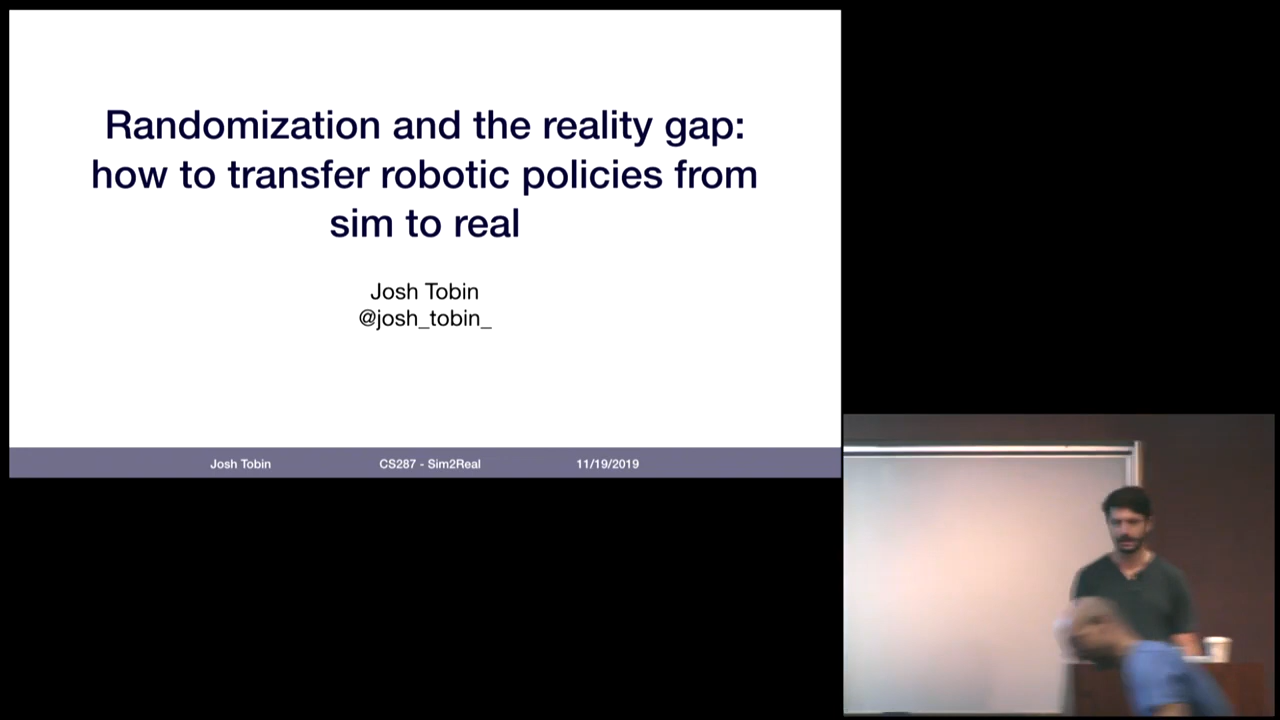 Randomization and the reality gap:
how to transfer robotic policies from
sim to real
Josh Tobin
@josh_tobin_
Josh Tobin
CS287 - Sim2Real
11/19/2019